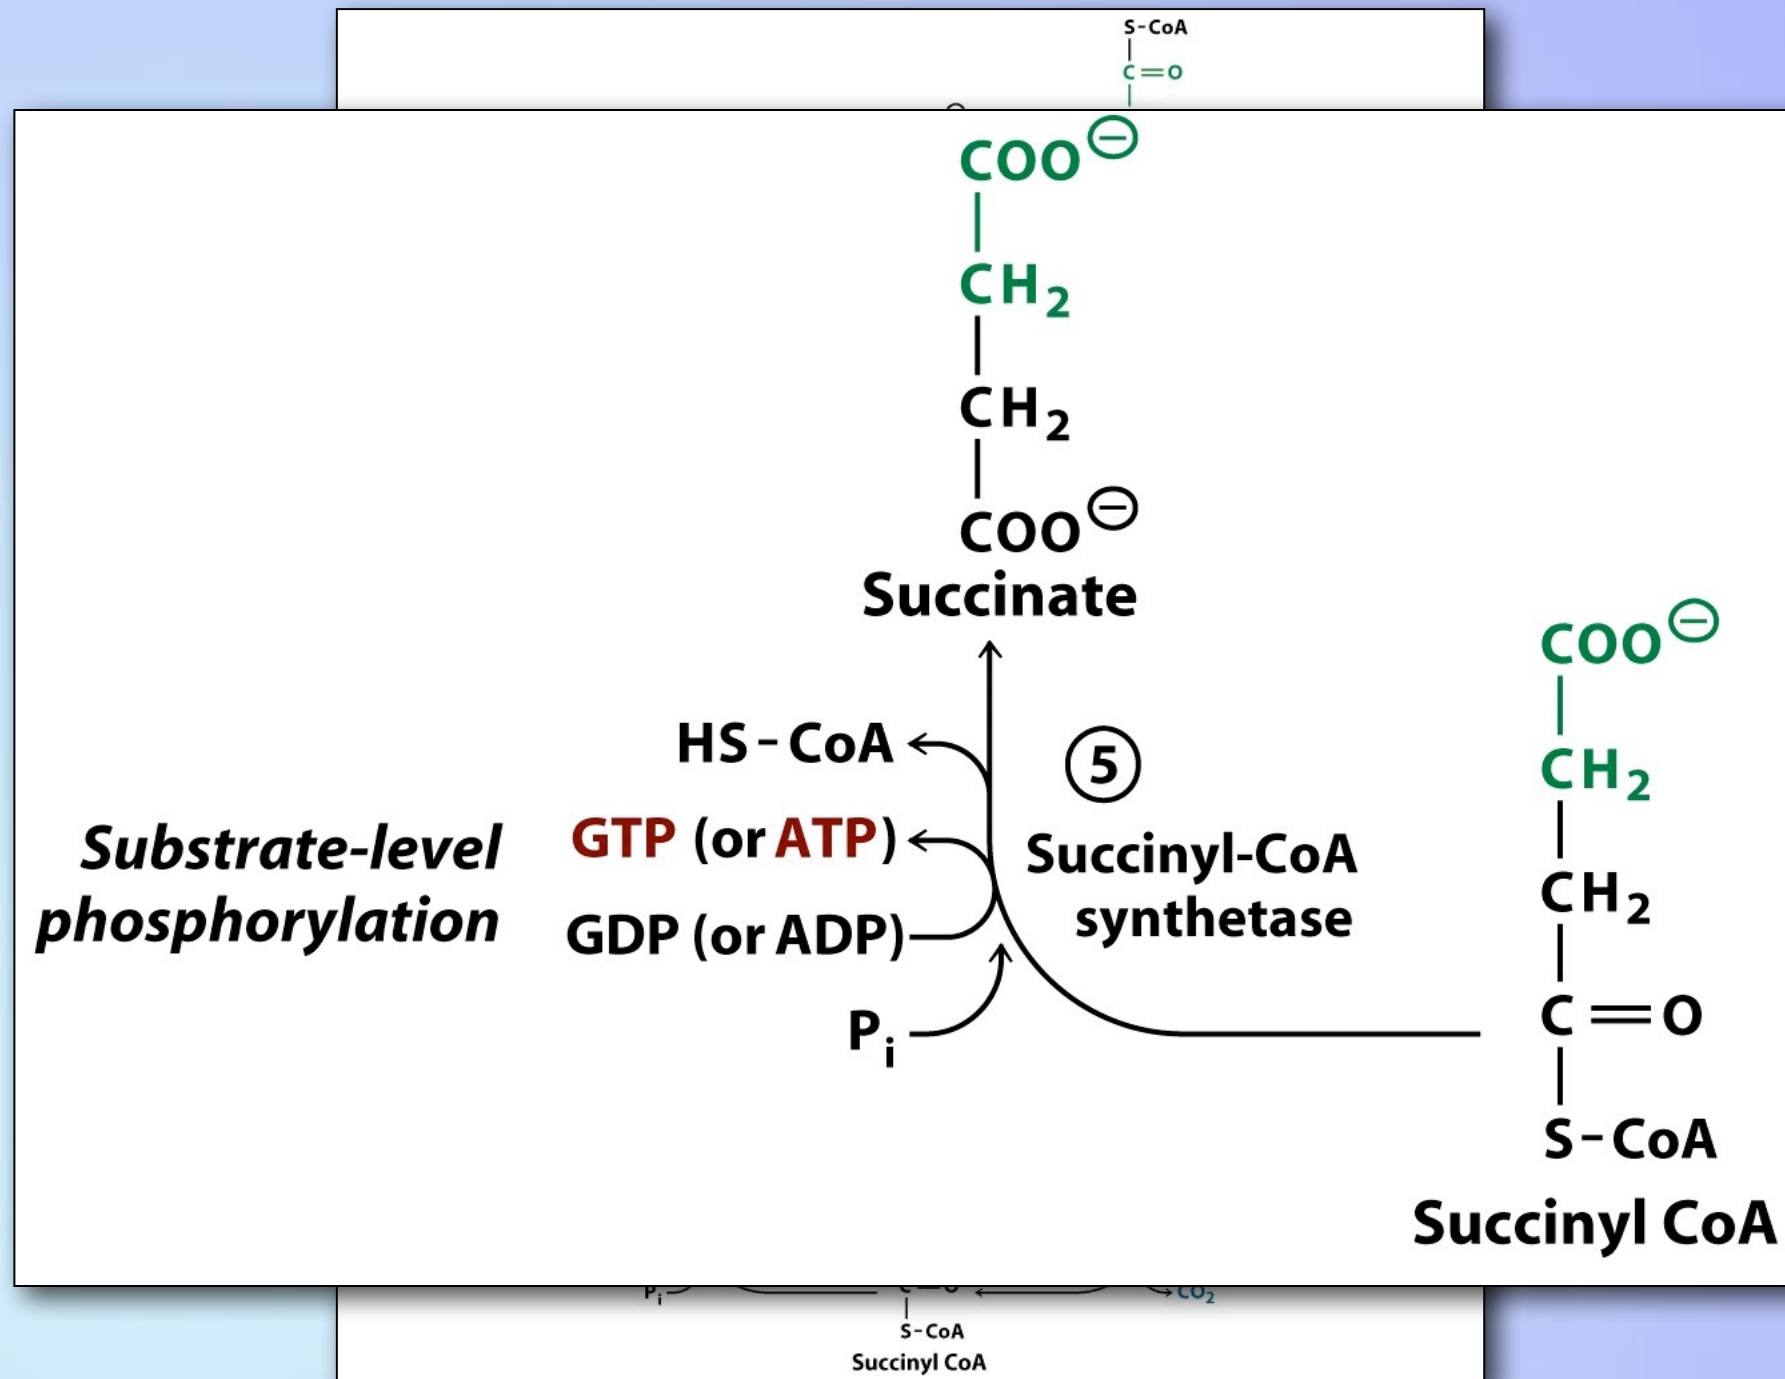 S-CoA
C=O
COO⊖
CH2
CH2
COO⊖
Succinate
HS-CoA
GTP (or ATP)
GDP (or ADP)
Pi
Substrate-level
phosphorylation
5
Succinyl-CoA
synthetase
COO⊖
CH2
CH2
C=O
S-CoA
Succinyl CoA
Pi
CO2
S-CoA
Succinyl CoA